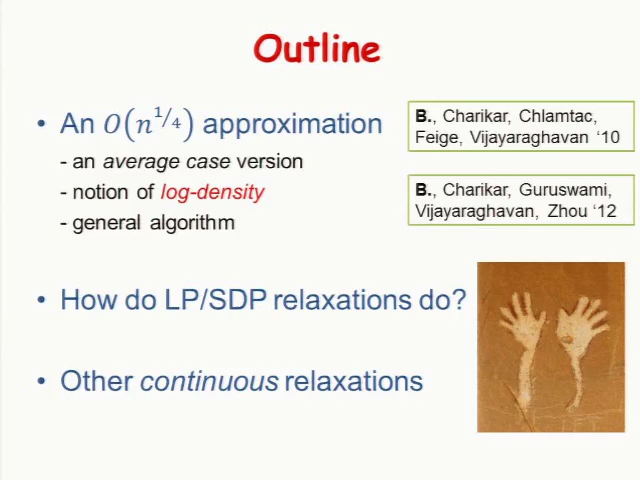 Outline
• An O(n^{1/4}) approximation
- an average case version
- notion of log-density
- general algorithm
B., Charikar, Chlamtac,
Feige, Vijayaraghavan ‘10
B., Charikar, Guruswami,
Vijayaraghavan, Zhou ‘12
• How do LP/SDP relaxations do?
• Other continuous relaxations